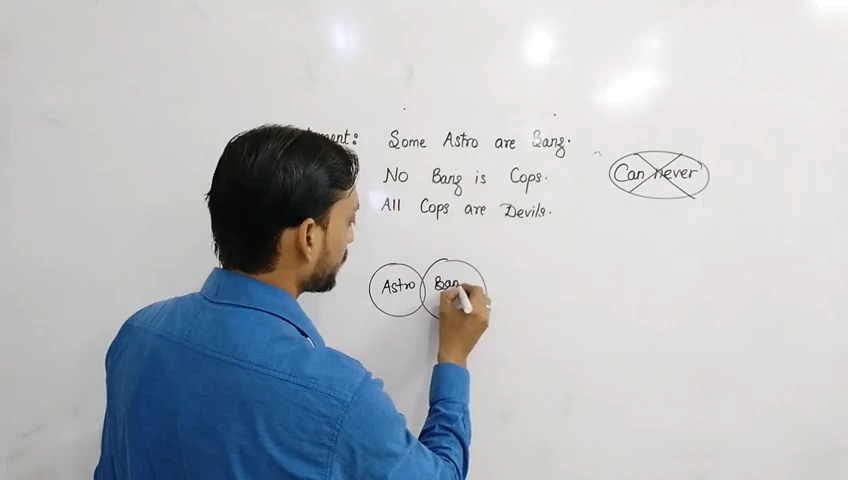 Some Astro are Bang.
No Bang is Cops.
All Cops are Devils.
Can never
Astro